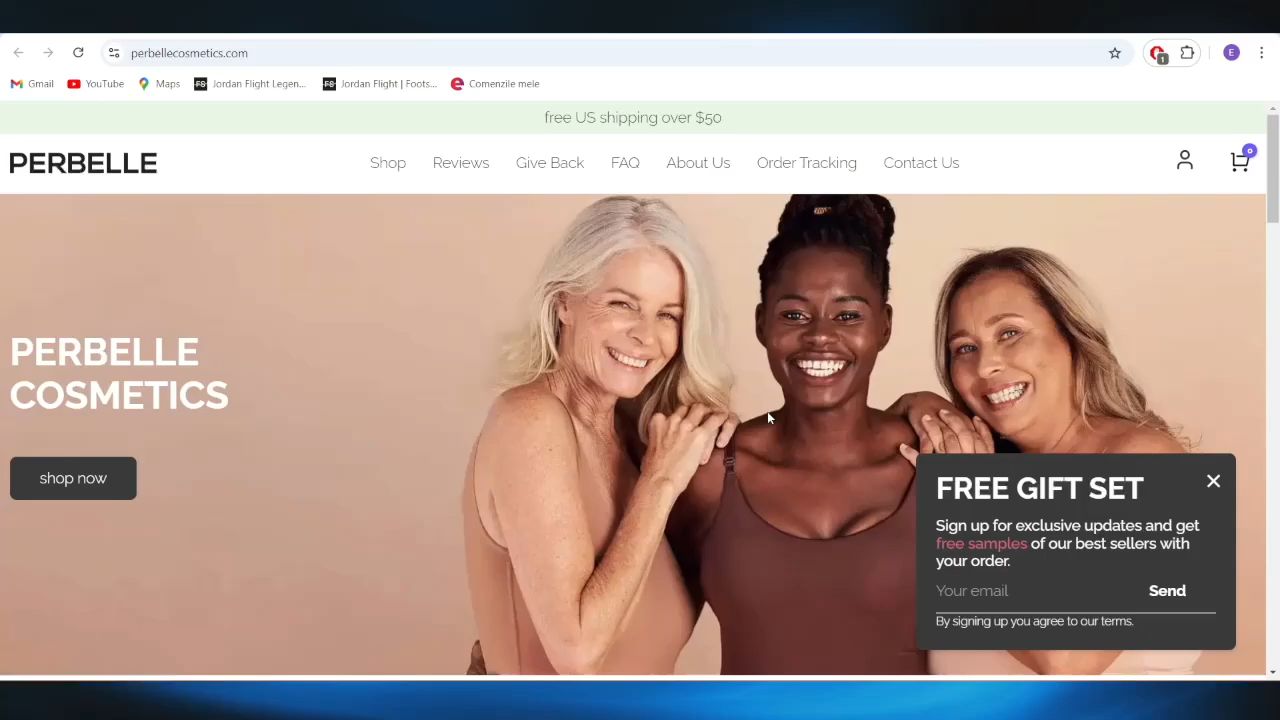 perbellecosmetics.com
1
E
Gmail
YouTube
Maps
Jordan Flight Legen...
Jordan Flight | Foots...
Comenzile mele
free US shipping over $50
PERBELLE
Shop
Reviews
Give Back
FAQ
About Us
Order Tracking
Contact Us
0
PERBELLE
COSMETICS
shop now
FREE GIFT SET
Sign up for exclusive updates and get
free samples of our best sellers with
your order.
Your email
Send
By signing up you agree to our terms.